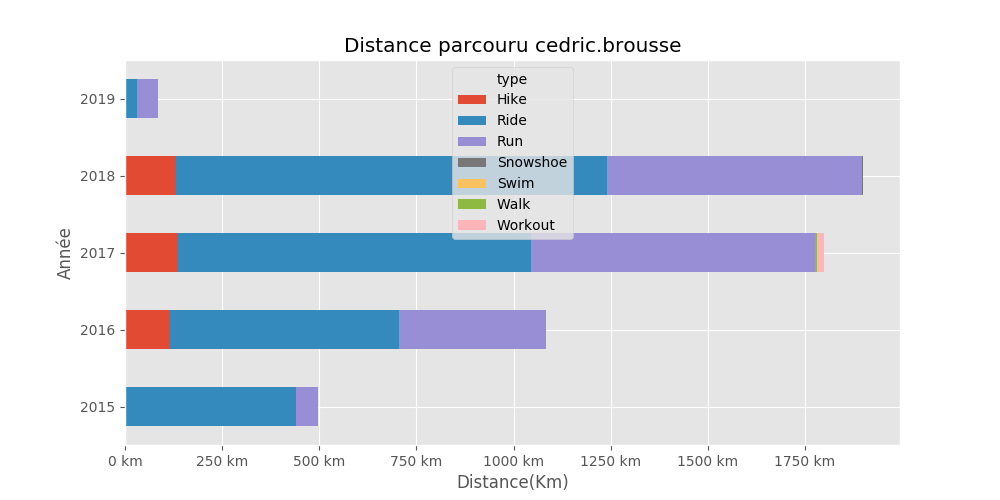 Distance parcouru cedric.brousse
type
Hike
Ride
Run
Snowshoe
Swim
Walk
Workout
2019
2018
2017
2016
2015
Année
0 km 250 km 500 km 750 km 1000 km 1250 km 1500 km 1750 km
Distance(Km)